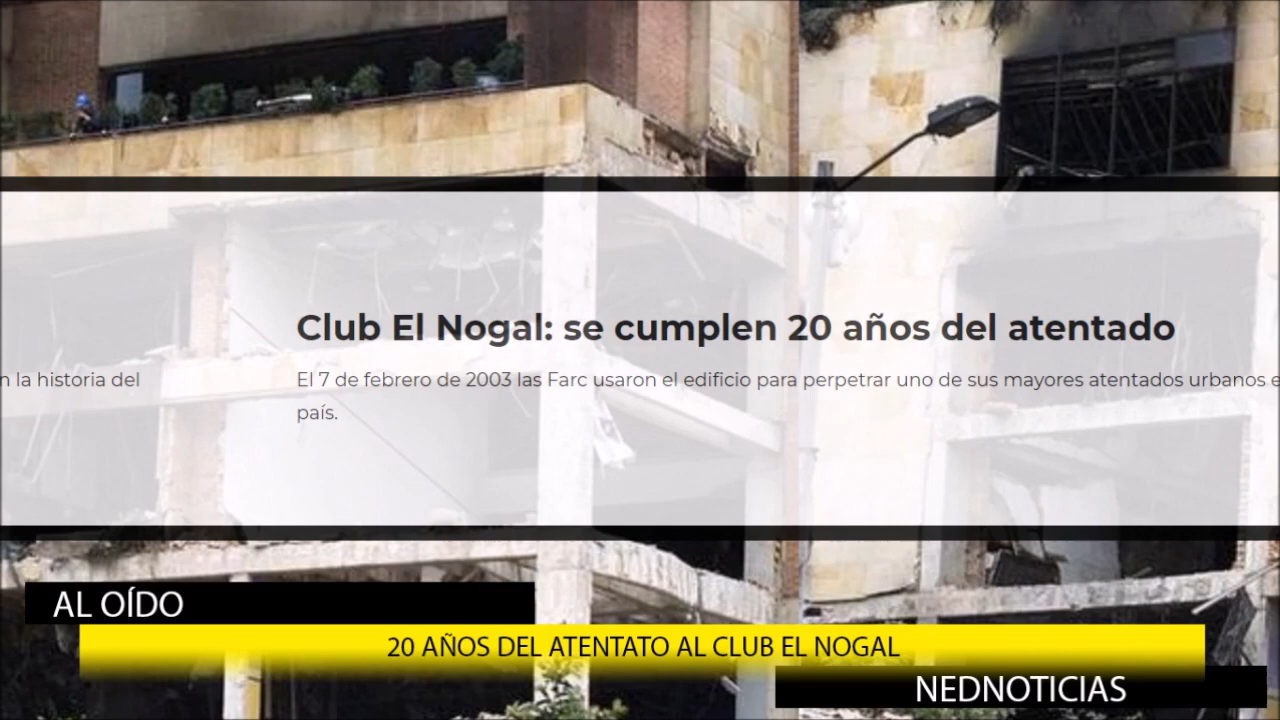 Club El Nogal: se cumplen 20 años del atentado
n la historia del
El 7 de febrero de 2003 las Farc usaron el edificio para perpetrar uno de sus mayores atentados urbanos e
país.
AL OÍDO
20 AÑOS DEL ATENTATO AL CLUB EL NOGAL
NEDNOTICIAS